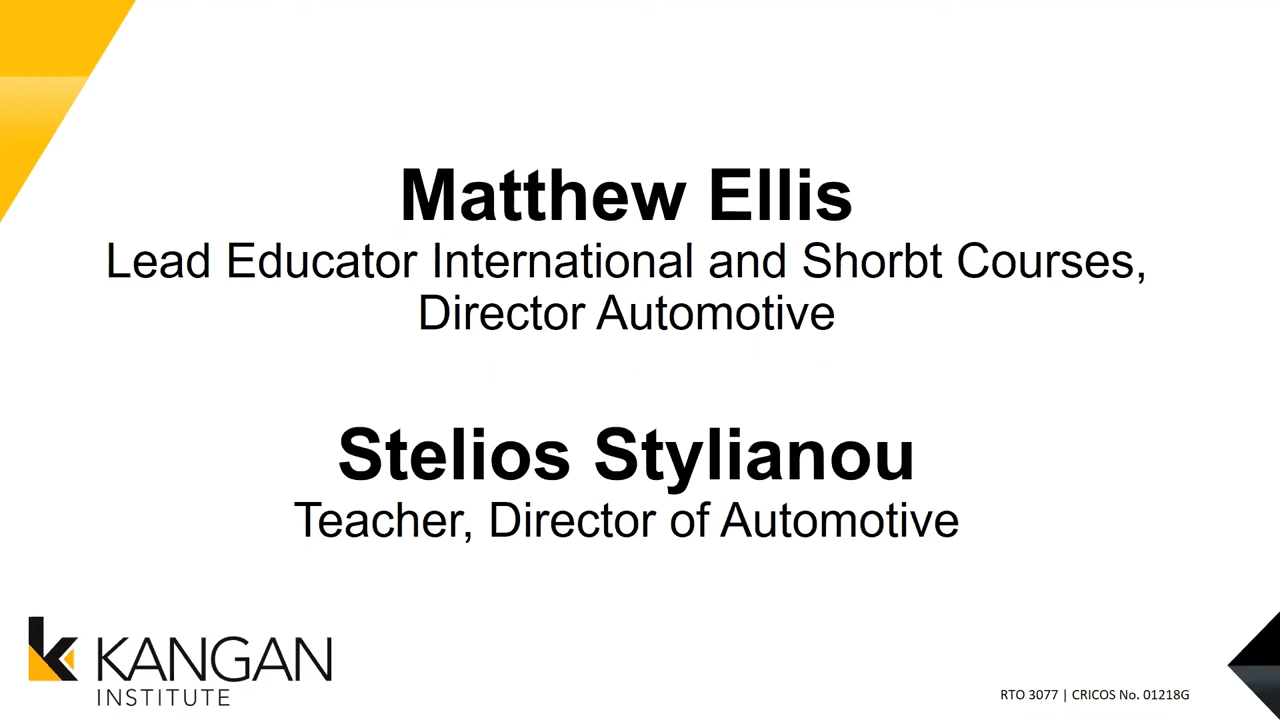 Matthew Ellis
Lead Educator International and Shorbt Courses,
Director Automotive
Stelios Stylianou
Teacher, Director of Automotive
KANGAN
INSTITUTE
RTO 3077 | CRICOS No. 01218G